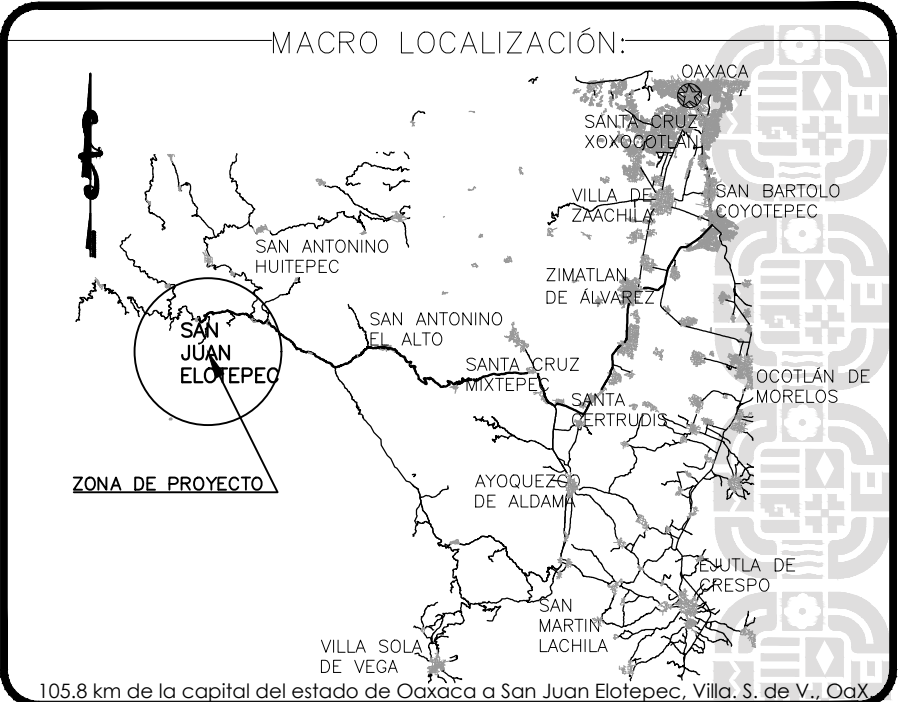 MACRO LOCALIZACIÓN:
OAXACA
SANTA CRUZ
XOXOCOTLAN
VILLA DE
ZAACHILA
SAN BARTOLO
COYOTEPEC
SAN ANTONINO
HUITEPEC
ZIMATLAN
DE ÁLVAREZ
SAN
JUAN
ELOTEPEC
SAN ANTONINO
EL ALTO
SANTA CRUZ
MIXTEPEC
OCOTLÁN DE
MORELOS
SANTA
GERTRUDIS
ZONA DE PROYECTO
AYOQUEZCO
DE ALDAMA
EJUTLA DE
CRESPO
SAN
MARTIN
LACHILA
VILLA SOLA
DE VEGA
105.8 km de la capital del estado de Oaxaca a San Juan Elotepec, Villa. S. de V., OaX.